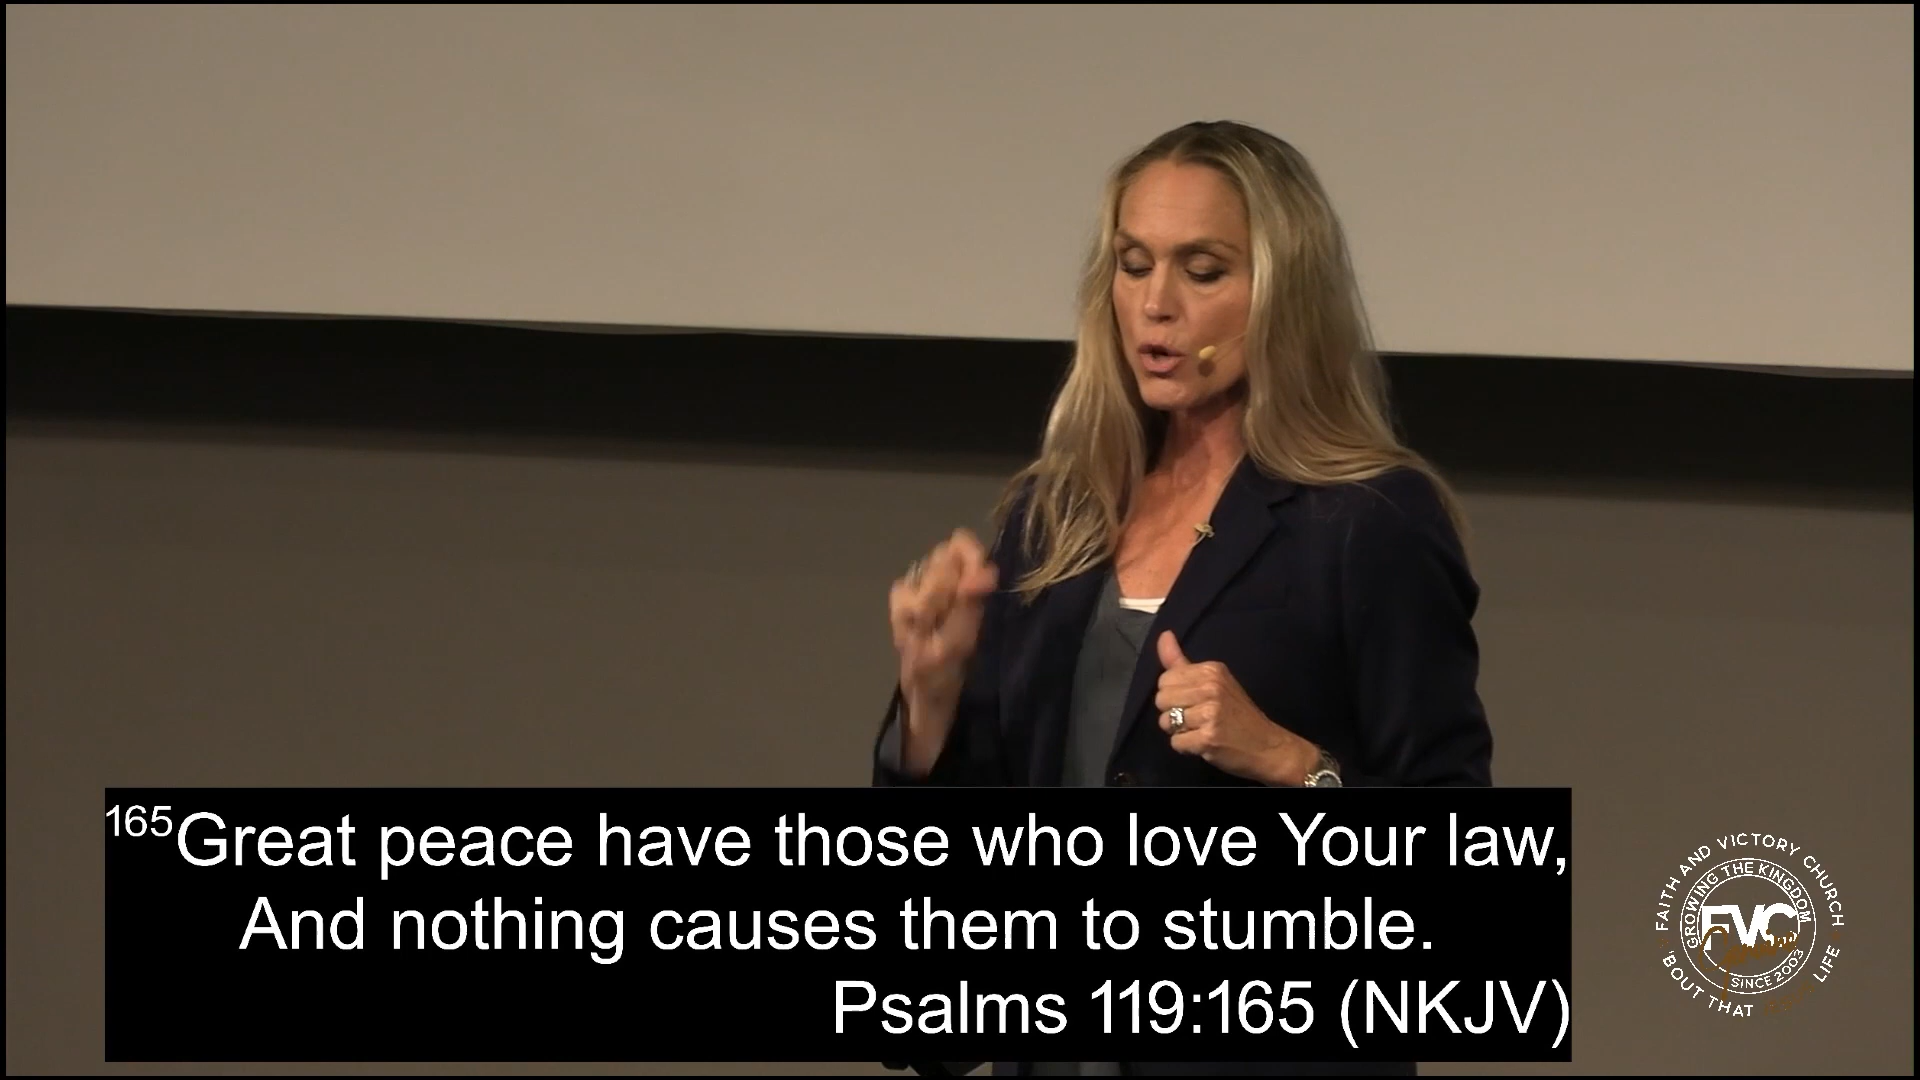 165Great peace have those who love Your law,
And nothing causes them to stumble.
Psalms 119:165 (NKJV)
FAITH AND VICTORY CHURCH
GROWING THE KINGDOM
FVC
SINCE 2003
'BOUT THAT
LIFE